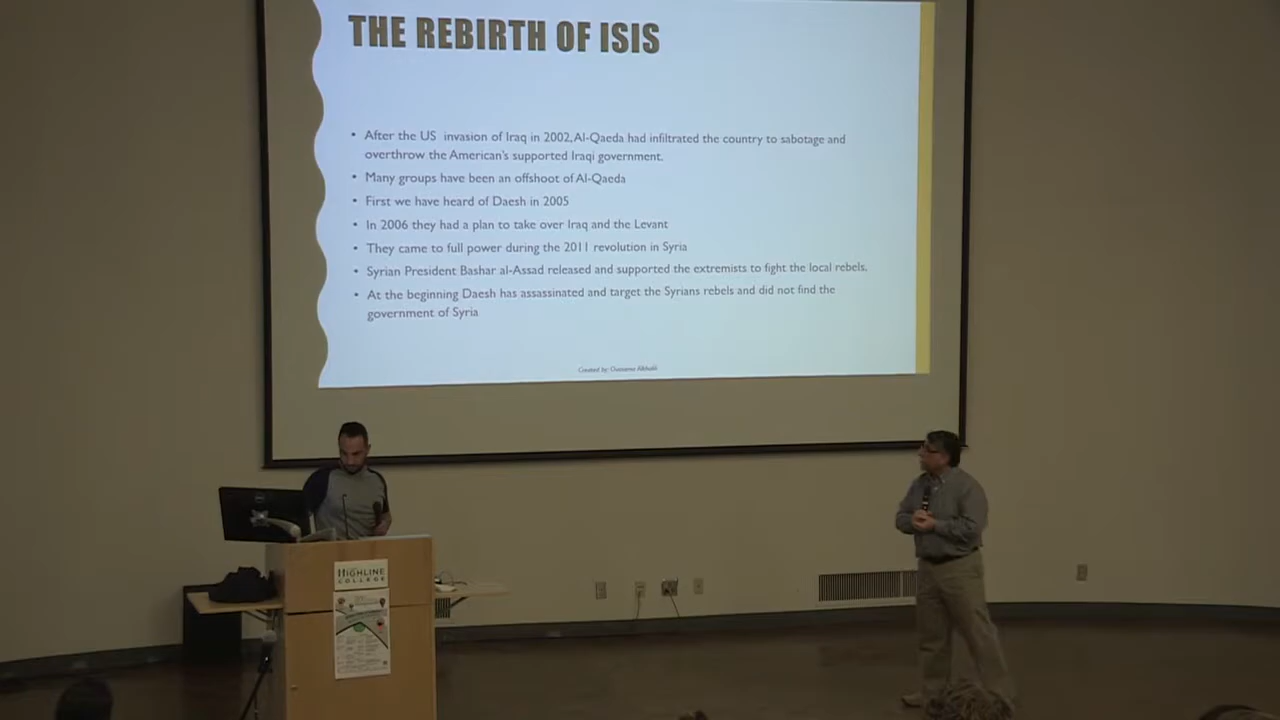 THE REBIRTH OF ISIS
• After the US invasion of Iraq in 2002, Al-Qaeda had infiltrated the country to sabotage and
overthrow the American's supported Iraqi government.
• Many groups have been an offshoot of Al-Qaeda
• First we have heard of Daesh in 2005
• In 2006 they had a plan to take over Iraq and the Levant
• They came to full power during the 2011 revolution in Syria
• Syrian President Bashar al-Assad released and supported the extremists to fight the local rebels.
• At the beginning Daesh has assassinated and target the Syrians rebels and did not find the
government of Syria
Created by:
HIGHLINE
COLLEGE